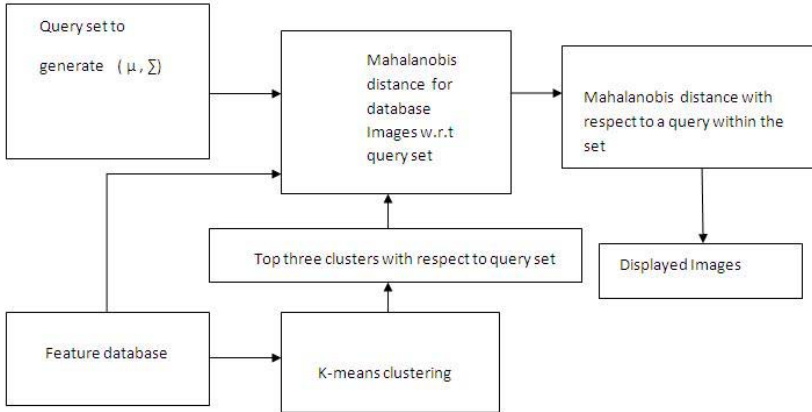 Query set to
generate ( μ , ∑)
Mahalanobis
distance for
database
Images w.r.t
query set
Mahalanobis distance with
respect to a query within the
set
Top three clusters with respect to query set
Displayed Images
Feature database
K-means clustering